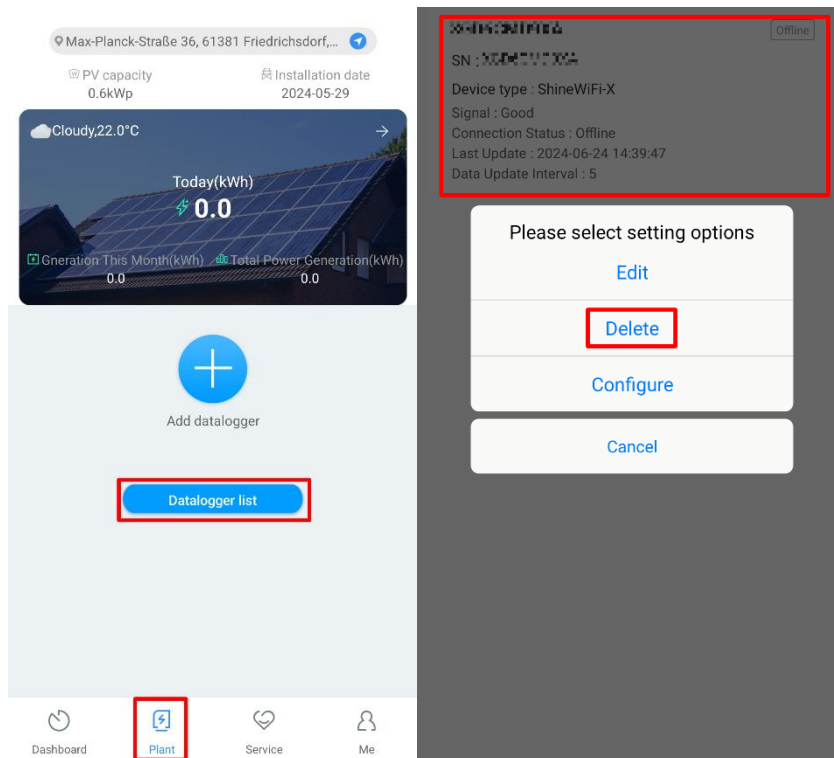 Max-Planck-Straße 36, 61381 Friedrichsdorf,...
PV capacity
0.6kWp
Installation date
2024-05-29
Cloudy,22.0°C
Today(kWh)
0.0
Gneration This Month(kWh)
0.0
Total Power Generation(kWh)
0.0
Add datalogger
Datalogger list
Dashboard
Plant
Service
Me
Offline
SN :
Device type : ShineWiFi-X
Signal : Good
Connection Status : Offline
Last Update : 2024-06-24 14:39:47
Data Update Interval : 5
Please select setting options
Edit
Delete
Configure
Cancel